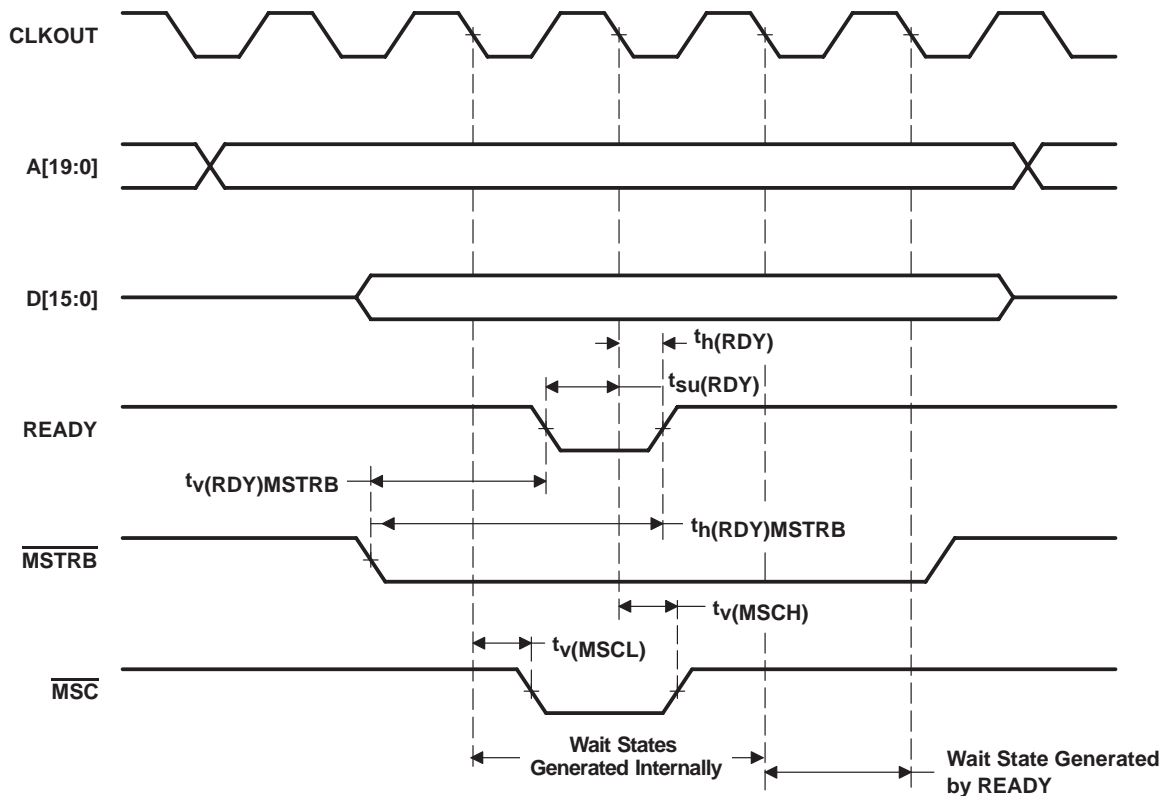 CLKOUT
A[19:0]
D[15:0]
th(RDY)
tsu(RDY)
READY
tv(RDY)MSTRB
th(RDY)MSTRB
MSTRB
tv(MSCH)
tv(MSCL)
MSC
Wait States
Generated Internally
Wait State Generated
by READY